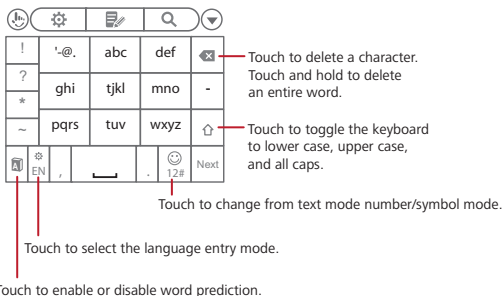 ! '-@. abc def
?
ghi tjkl mno -
*
~ pqrs tuv wxyz
EN , . 12# Next
Touch to delete a character.
Touch and hold to delete
an entire word.
Touch to toggle the keyboard
to lower case, upper case,
and all caps.
Touch to change from text mode number/symbol mode.
Touch to select the language entry mode.
Touch to enable or disable word prediction.